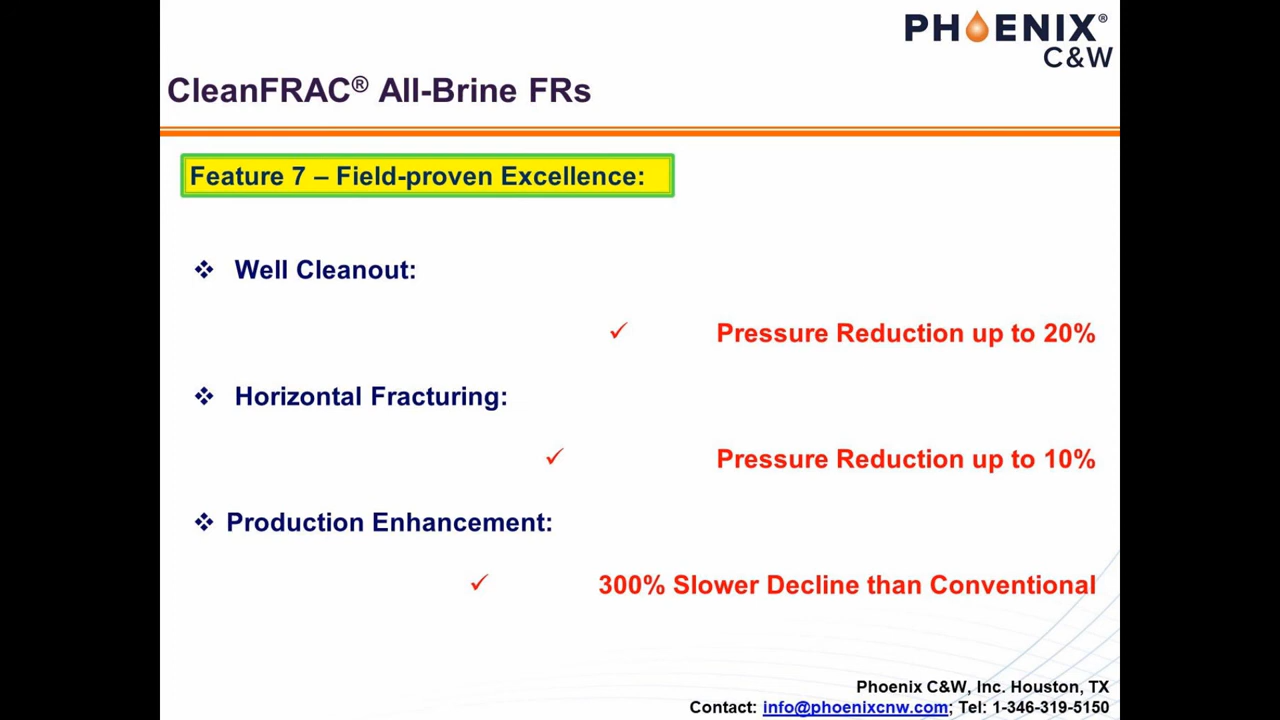 PHOENIX®
C&W
CleanFRAC® All-Brine FRs
Feature 7 – Field-proven Excellence:
❖ Well Cleanout:
✓ Pressure Reduction up to 20%
❖ Horizontal Fracturing:
✓ Pressure Reduction up to 10%
❖ Production Enhancement:
✓ 300% Slower Decline than Conventional
Phoenix C&W, Inc. Houston, TX
Contact: info@phoenixcnw.com; Tel: 1-346-319-5150